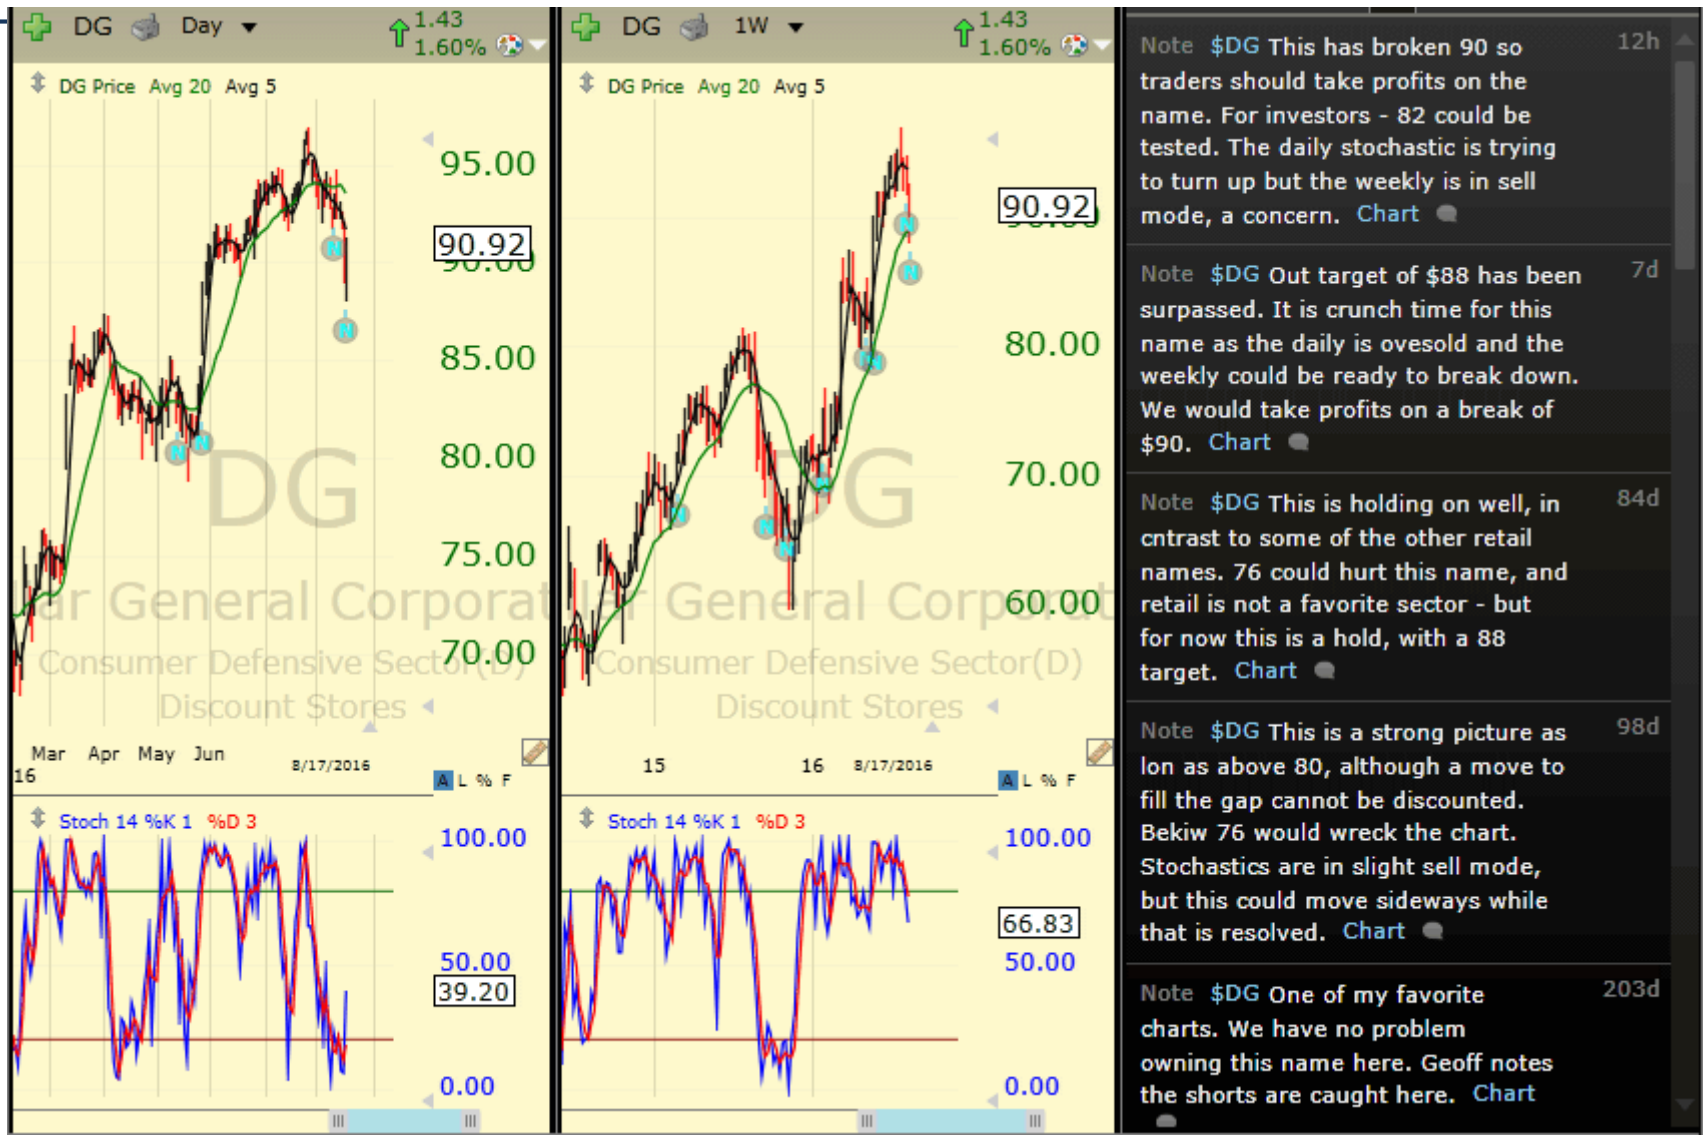 DG Day 1.43
1.60%
DG Price Avg 20 Avg 5
95.00
90.92
90.00
85.00
80.00
75.00
70.00
DG
lar General Corporat
Consumer Defensive Sector(D)
Discount Stores
Mar Apr May Jun
16 8/17/2016
A L % F
Stoch 14 %K 1 %D 3
100.00
50.00
39.20
0.00
N
N
N
N
DG 1W 1.43
1.60%
DG Price Avg 20 Avg 5
90.92
80.00
70.00
60.00
DG
r General Corporat
Consumer Defensive Sector(D)
Discount Stores
15 16 8/17/2016
A L % F
Stoch 14 %K 1 %D 3
100.00
66.83
50.00
0.00
N
N
N
N
N
N
N
N
Note $DG This has broken 90 so 12h
traders should take profits on the
name. For investors - 82 could be
tested. The daily stochastic is trying
to turn up but the weekly is in sell
mode, a concern. Chart
Note $DG Out target of $88 has been 7d
surpassed. It is crunch time for this
name as the daily is ovesold and the
weekly could be ready to break down.
We would take profits on a break of
$90. Chart
Note $DG This is holding on well, in 84d
cntrast to some of the other retail
names. 76 could hurt this name, and
retail is not a favorite sector - but
for now this is a hold, with a 88
target. Chart
Note $DG This is a strong picture as 98d
lon as above 80, although a move to
fill the gap cannot be discounted.
Bekiw 76 would wreck the chart.
Stochastics are in slight sell mode,
but this could move sideways while
that is resolved. Chart
Note $DG One of my favorite 203d
charts. We have no problem
owning this name here. Geoff notes
the shorts are caught here. Chart